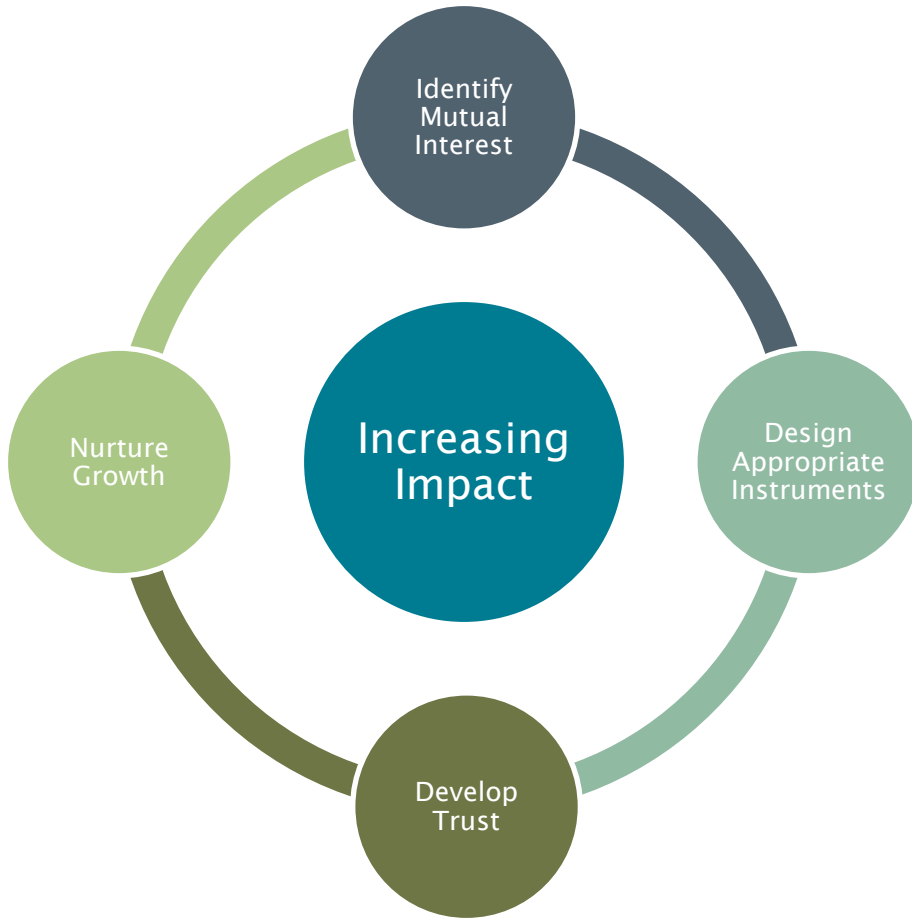 Identify
Mutual
Interest
Design
Appropriate
Instruments
Develop
Trust
Nurture
Growth
Increasing
Impact